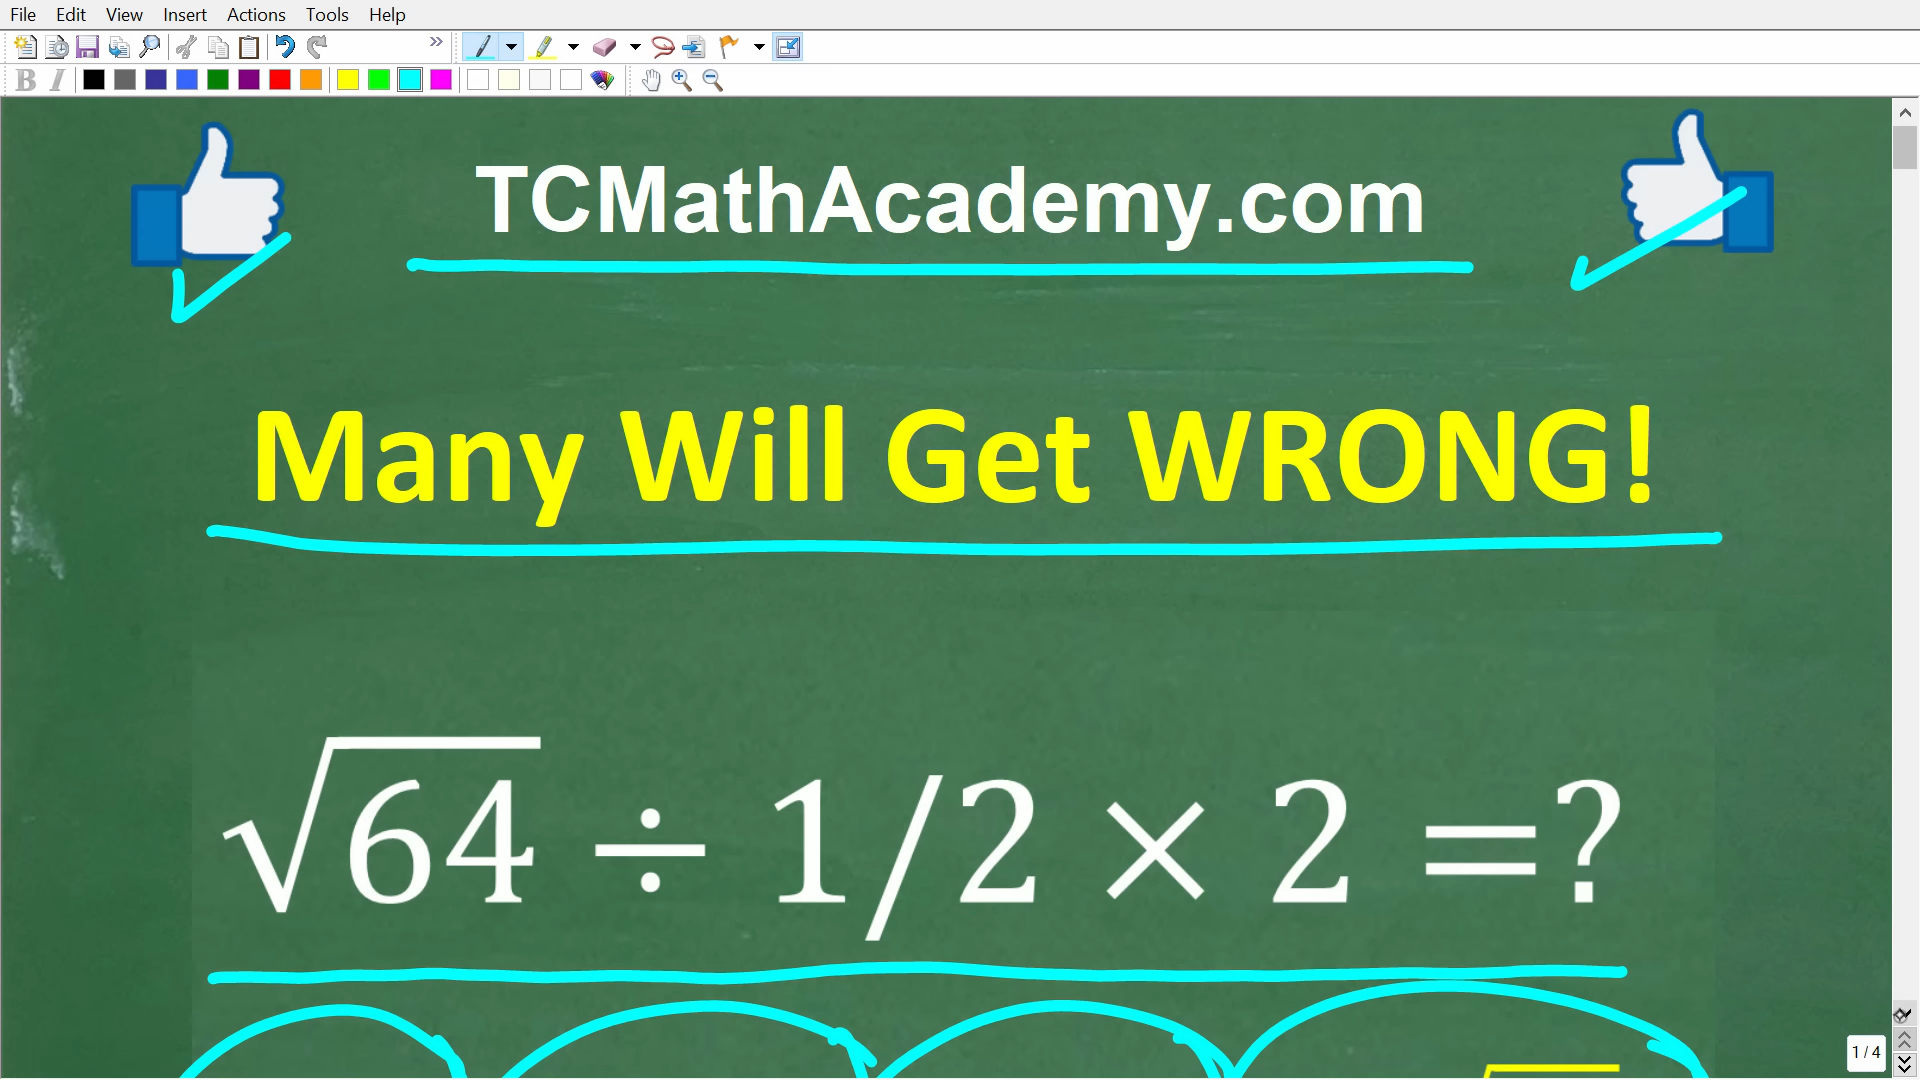 File Edit View Insert Actions Tools Help
B I
TCMathAcademy.com
Many Will Get WRONG!
√64 ÷ 1/2 × 2 =?
1 / 4